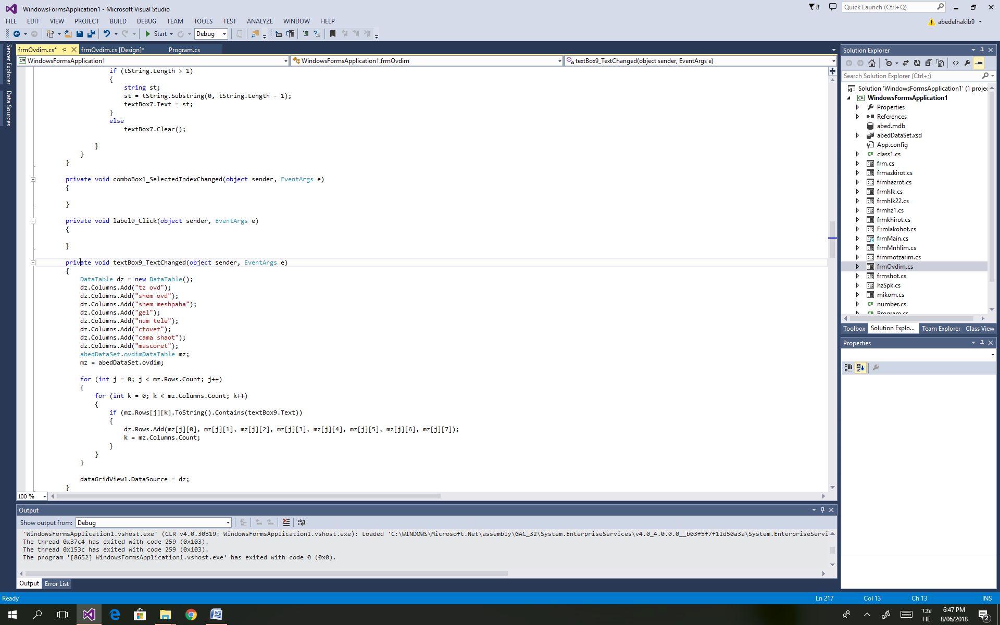 WindowsFormsApplication1 - Microsoft Visual Studio
8
Quick Launch (Ctrl+Q)
FILE EDIT VIEW PROJECT BUILD DEBUG TEAM TOOLS TEST ANALYZE WINDOW HELP
abedelnakib9
Start
Debug
Server Explorer
Data Sources
frmOvdim.cs*
frmOvdim.cs [Design]*
Program.cs
WindowsFormsApplication1
WindowsFormsApplication1.frmOvdim
textBox9_TextChanged(object sender, EventArgs e)
if (tString.Length > 1)
{
string st;
st = tString.Substring(0, tString.Length - 1);
textBox7.Text = st;
}
else
textBox7.Clear();
}
}
}
private void comboBox1_SelectedIndexChanged(object sender, EventArgs e)
{
}
private void label9_Click(object sender, EventArgs e)
{
}
private void textBox9_TextChanged(object sender, EventArgs e)
{
DataTable dz = new DataTable();
dz.Columns.Add("tz ovd");
dz.Columns.Add("shem ovd");
dz.Columns.Add("shem meshpaha");
dz.Columns.Add("gel");
dz.Columns.Add("num tele");
dz.Columns.Add("ctovet");
dz.Columns.Add("cama shaot");
dz.Columns.Add("mascoret");
abedDataSet.ovdimDataTable mz;
mz = abedDataSet.ovdim;
for (int j = 0; j < mz.Rows.Count; j++)
{
for (int k = 0; k < mz.Columns.Count; k++)
{
if (mz.Rows[j][k].ToString().Contains(textBox9.Text))
{
dz.Rows.Add(mz[j][0], mz[j][1], mz[j][2], mz[j][3], mz[j][4], mz[j][5], mz[j][6], mz[j][7]);
k = mz.Columns.Count;
}
}
}
dataGridView1.DataSource = dz;
}
100 %
Output
Show output from: Debug
'WindowsFormsApplication1.vshost.exe' (CLR v4.0.30319: WindowsFormsApplication1.vshost.exe): Loaded 'C:\WINDOWS\Microsoft.Net\assembly\GAC_32\System.EnterpriseServices\v4.0_4.0.0.0__b03f5f7f11d50a3a\System.EnterpriseServi
The thread 0x37c4 has exited with code 259 (0x103).
The thread 0x153c has exited with code 259 (0x103).
The program '[8652] WindowsFormsApplication1.vshost.exe' has exited with code 0 (0x0).
Output
Error List
Solution Explorer
Search Solution Explorer (Ctrl+;)
Solution 'WindowsFormsApplication1' (1 projec
WindowsFormsApplication1
Properties
References
abed.mdb
abedDataSet.xsd
App.config
class1.cs
frm.cs
frmazkirot.cs
frmhazrot.cs
frmhlk.cs
frmhlk22.cs
frmhz1.cs
frmkhirot.cs
Frmlakohot.cs
frmMain.cs
frmMnhlim.cs
frmmotzarim.cs
frmOvdim.cs
frmshot.cs
hzSpk.cs
mikom.cs
number.cs
Program.cs
Toolbox
Solution Explo...
Team Explorer
Class View
Properties
Ready
Ln 217
Col 13
Ch 13
INS
עבר
HE
6:47 PM
8/06/2018
2